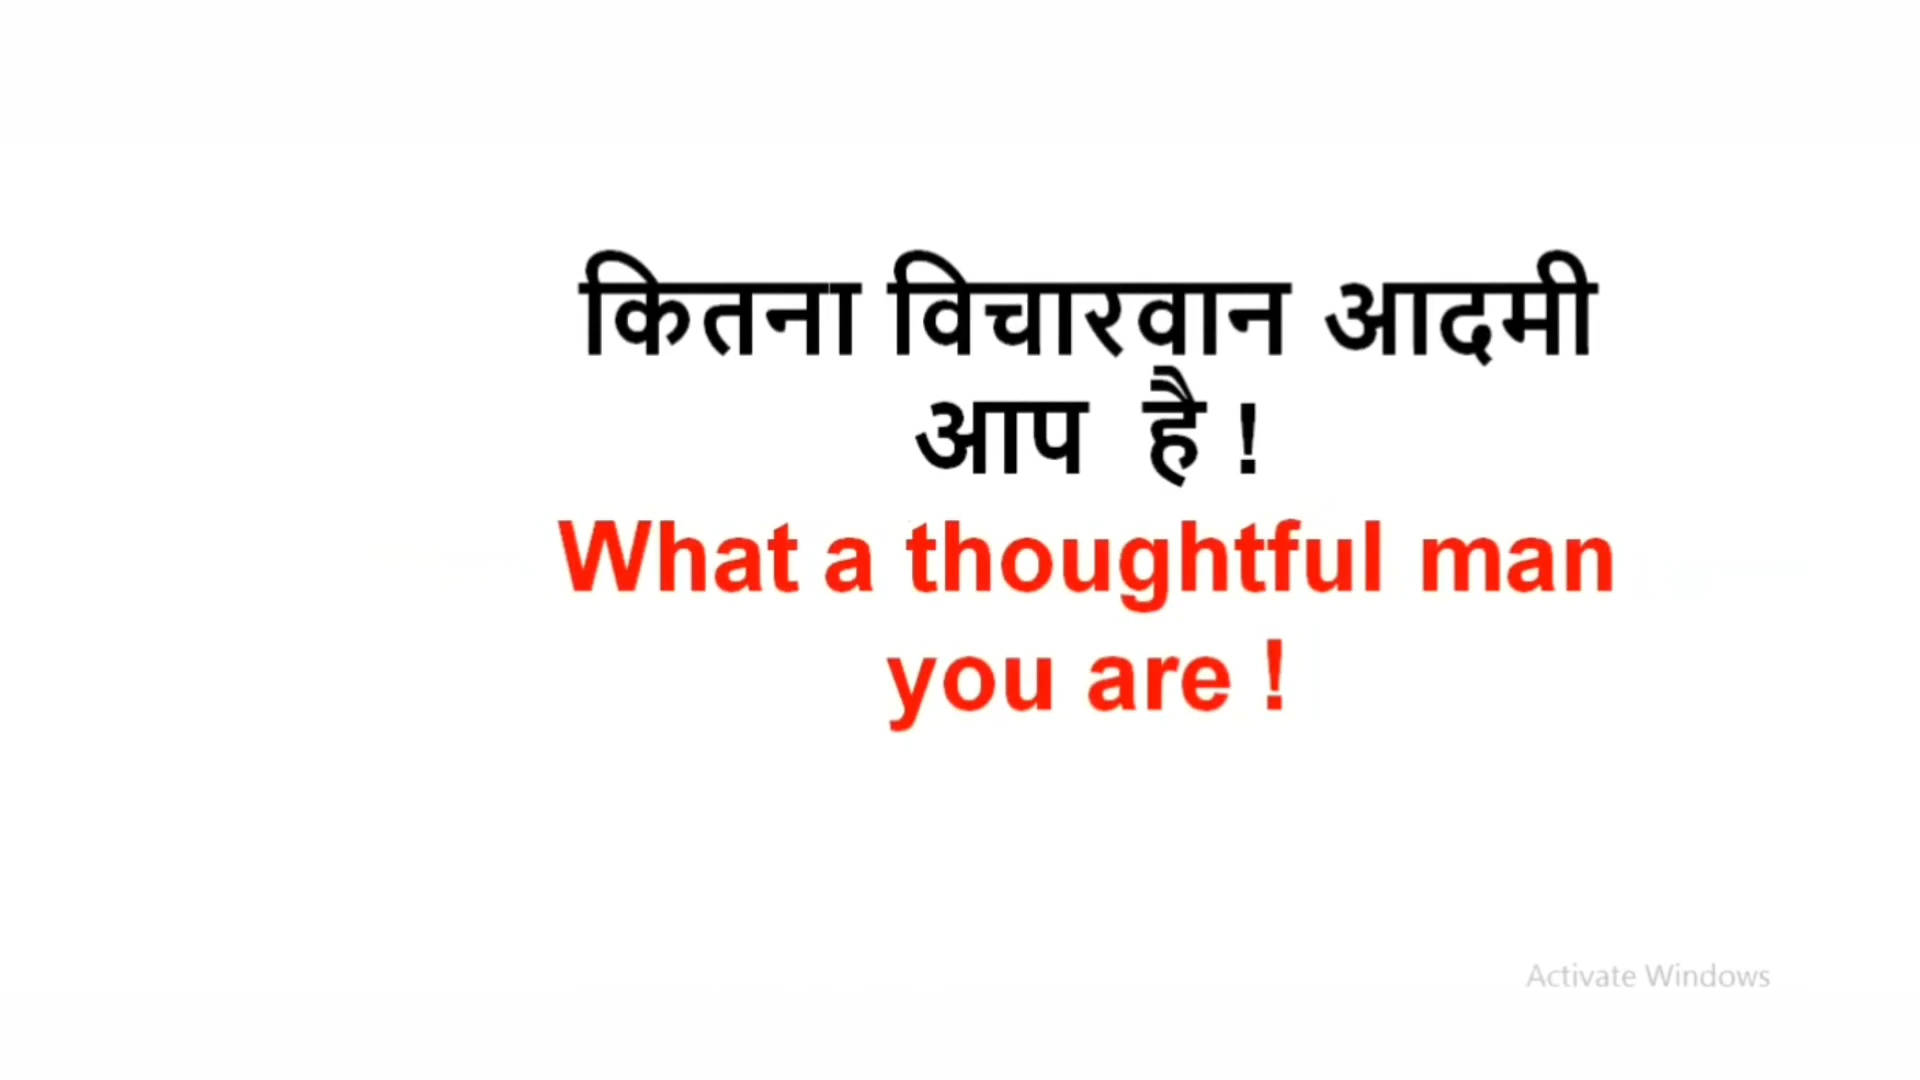 कितना विचारवान आदमी
आप है !
What a thoughtful man
you are !
Activate Windows